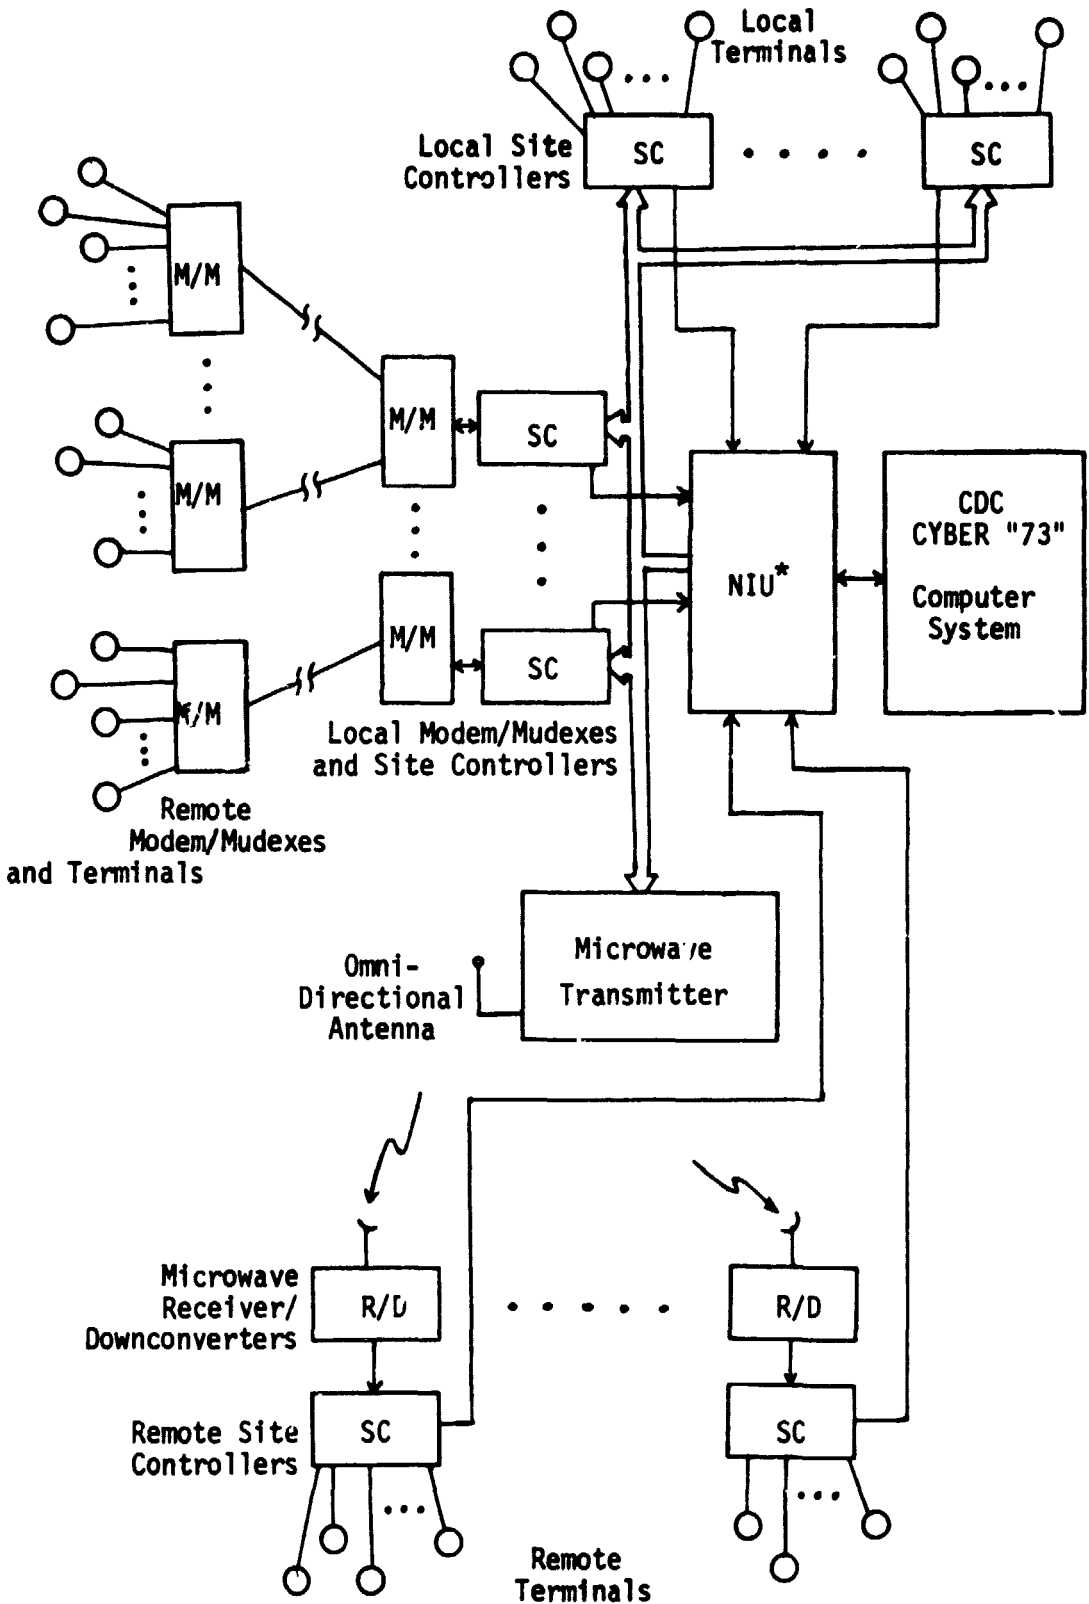 Local
Terminals
Local Site
Controllers
SC
SC
M/M
M/M
M/M
M/M
M/M
SC
SC
NIU*
CDC
CYBER "73"
Computer
System
Local Modem/Mudexes
and Site Controllers
Remote
Modem/Mudexes
and Terminals
Microwave
Transmitter
Omni-
Directional
Antenna
Microwave
Receiver/
Downconverters
R/D
R/D
Remote Site
Controllers
SC
SC
Remote
Terminals